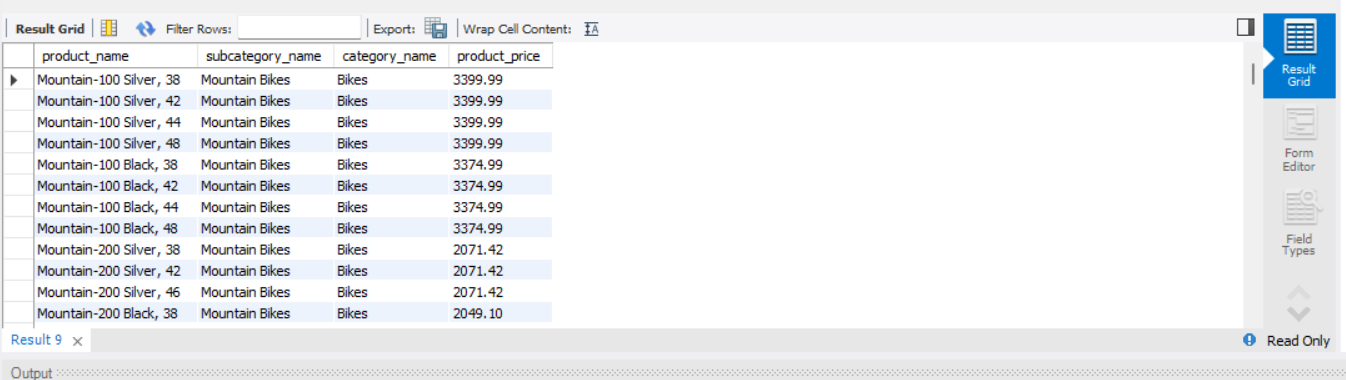 Result Grid Filter Rows: Export: Wrap Cell Content: IA
product_name subcategory_name category_name product_price
Mountain-100 Silver, 38 Mountain Bikes Bikes 3399.99
Mountain-100 Silver, 42 Mountain Bikes Bikes 3399.99
Mountain-100 Silver, 44 Mountain Bikes Bikes 3399.99
Mountain-100 Silver, 48 Mountain Bikes Bikes 3399.99
Mountain-100 Black, 38 Mountain Bikes Bikes 3374.99
Mountain-100 Black, 42 Mountain Bikes Bikes 3374.99
Mountain-100 Black, 44 Mountain Bikes Bikes 3374.99
Mountain-100 Black, 48 Mountain Bikes Bikes 3374.99
Mountain-200 Silver, 38 Mountain Bikes Bikes 2071.42
Mountain-200 Silver, 42 Mountain Bikes Bikes 2071.42
Mountain-200 Silver, 46 Mountain Bikes Bikes 2071.42
Mountain-200 Black, 38 Mountain Bikes Bikes 2049.10
Result
Grid
Form
Editor
Field
Types
Result 9 Read Only
Output